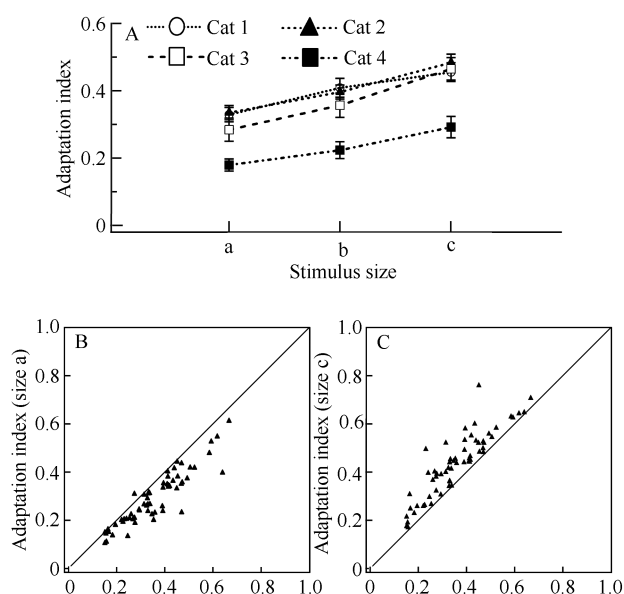 A
Cat 1 Cat 2
Cat 3 Cat 4
0.6
0.4
0.2
0
Adaptation index
a b c
Stimulus size
B
1.0
0.8
0.6
0.4
0.2
Adaptation index (size a)
0 0.2 0.4 0.6 0.8 1.0
C
1.0
0.8
0.6
0.4
0.2
Adaptation index (size c)
0 0.2 0.4 0.6 0.8 1.0